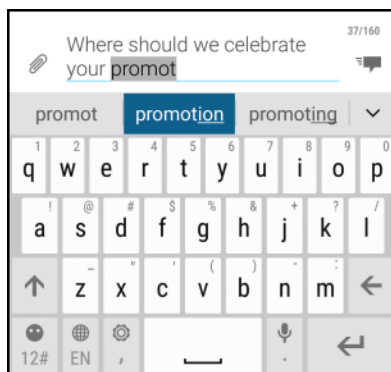 37/160
Where should we celebrate
your promot
promot promotion promoting
1 2 3 4 5 6 7 8 9 0
q w e r t y u i o p
! @ # $ % & + ? /
a s d f g h j k l
_ " ' ( ) - :
z x c v b n m
12# EN , .